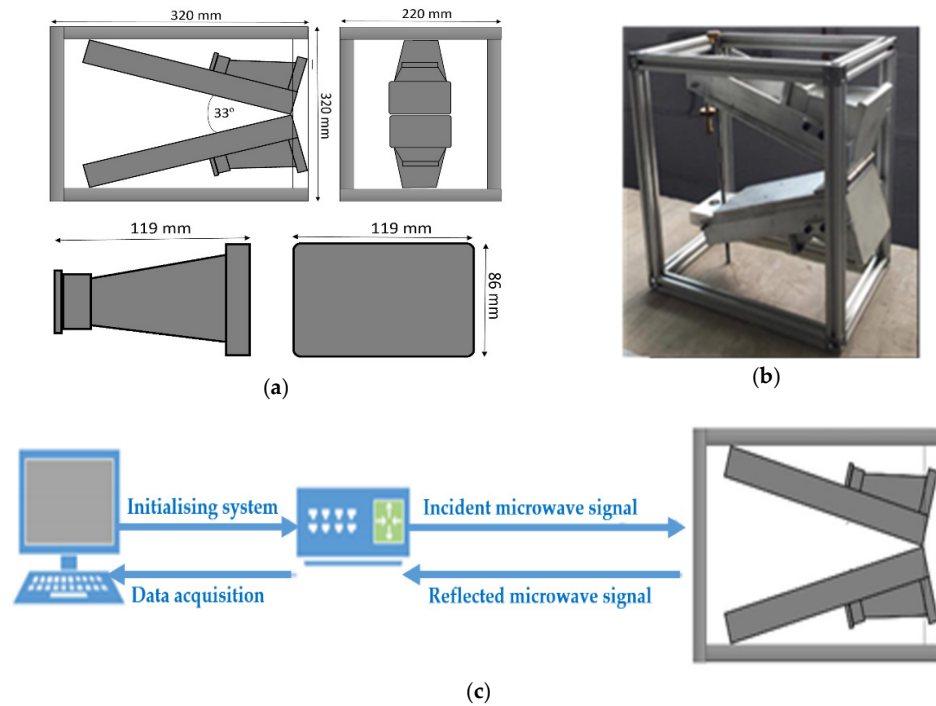 320 mm
220 mm
33°
320 mm
119 mm
119 mm
86 mm
(a)
(b)
Initialising system
Incident microwave signal
Data acquisition
Reflected microwave signal
(c)